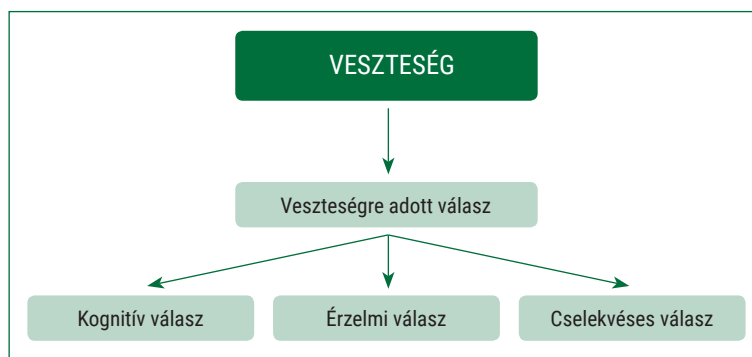 VESZTESÉG
Veszteségre adott válasz
Kognitív válasz
Érzelmi válasz
Cselekvéses válasz